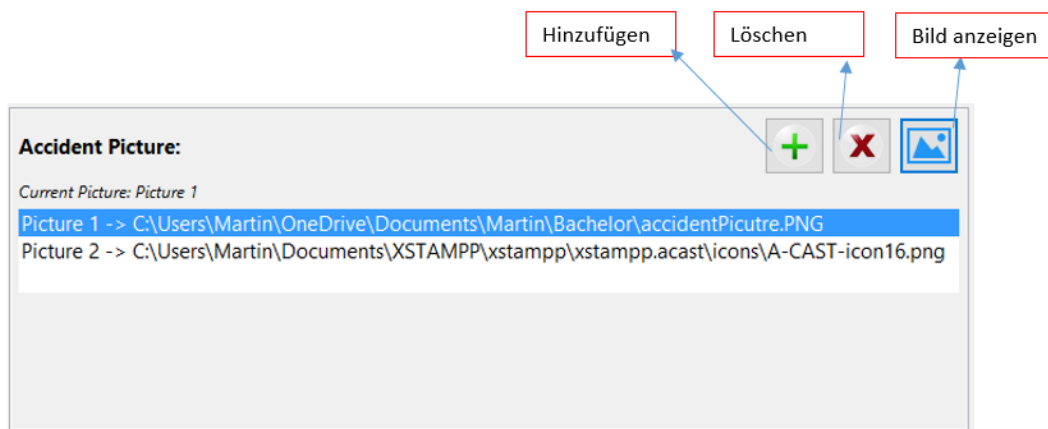 Hinzufügen
Löschen
Bild anzeigen
Accident Picture:
Current Picture: Picture 1
Picture 1 -> C:\Users\Martin\OneDrive\Documents\Martin\Bachelor\accidentPicutre.PNG
Picture 2 -> C:\Users\Martin\Documents\XSTAMPP\xstampp\xstampp.acast\icons\A-CAST-icon16.png